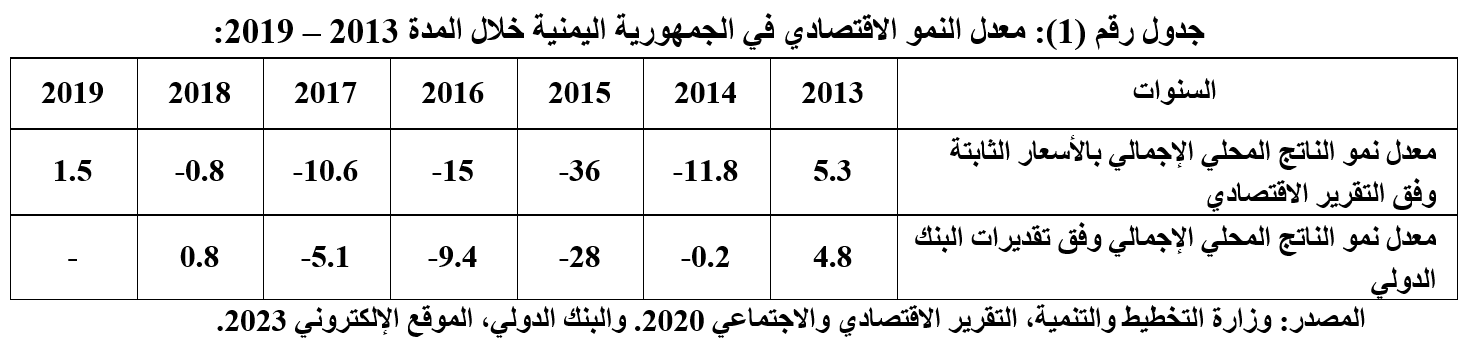 جدول رقم (1): معدل النمو الاقتصادي في الجمهورية اليمنية خلال المدة 2013 – 2019:
السنوات 2013 2014 2015 2016 2017 2018 2019
معدل نمو الناتج المحلي الإجمالي بالأسعار الثابتة
وفق التقرير الاقتصادي 5.3 -11.8 -36 -15 -10.6 -0.8 1.5
معدل نمو الناتج المحلي الإجمالي وفق تقديرات البنك
الدولي 4.8 -0.2 -28 -9.4 -5.1 0.8 -
المصدر: وزارة التخطيط والتنمية، التقرير الاقتصادي والاجتماعي 2020. والبنك الدولي، الموقع الإلكتروني 2023.